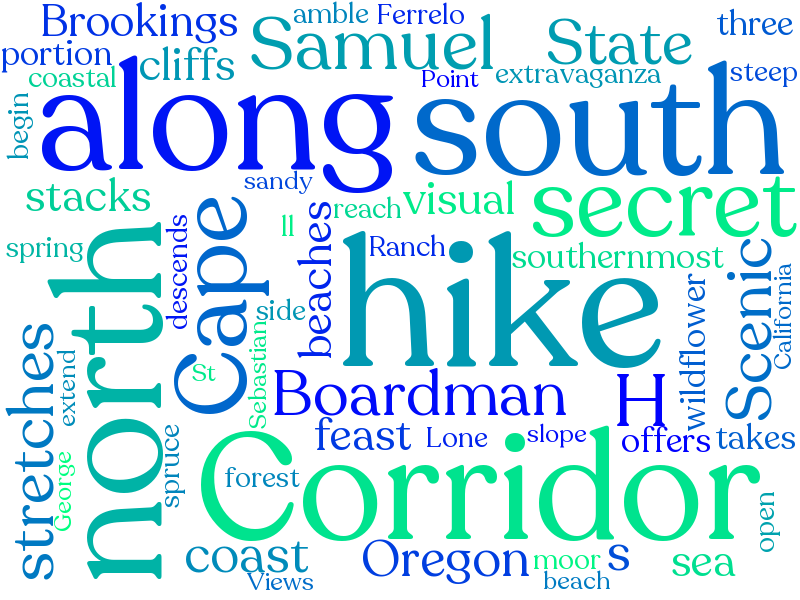 Brookings amble Ferrelo three
portion cliffs Samuel State
coastal Point extravaganza steep
begin along south
stacks sandy secret
reach visual
spring ll Ranch southernmost
north descends Cape beaches hike Scenic California
side wildflower
stretches extend St Sebastian
Boardman H
feast Lone slope offers takes
George spruce forest Corridor open
coast Oregon s sea
Views moor
beach